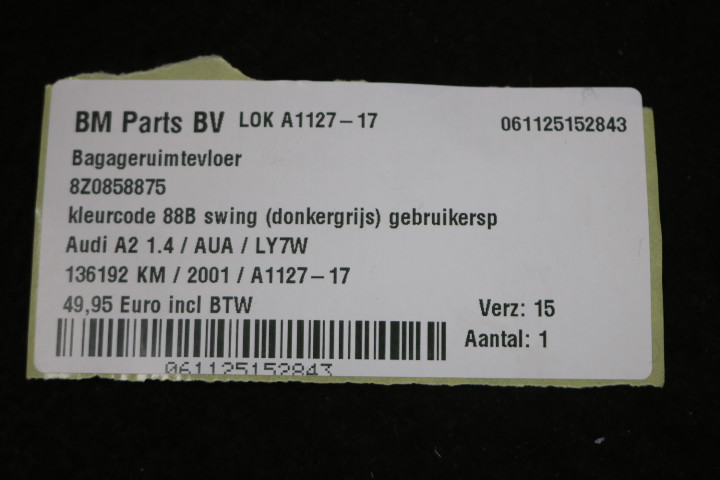 BM Parts BV LOK A1127-17 061125152843
Bagageruimtevloer
8Z0858875
kleurcode 88B swing (donkergrijs) gebruikersp
Audi A2 1.4 / AUA / LY7W
136192 KM / 2001 / A1127-17
49,95 Euro incl BTW Verz: 15
Aantal: 1
061125152843